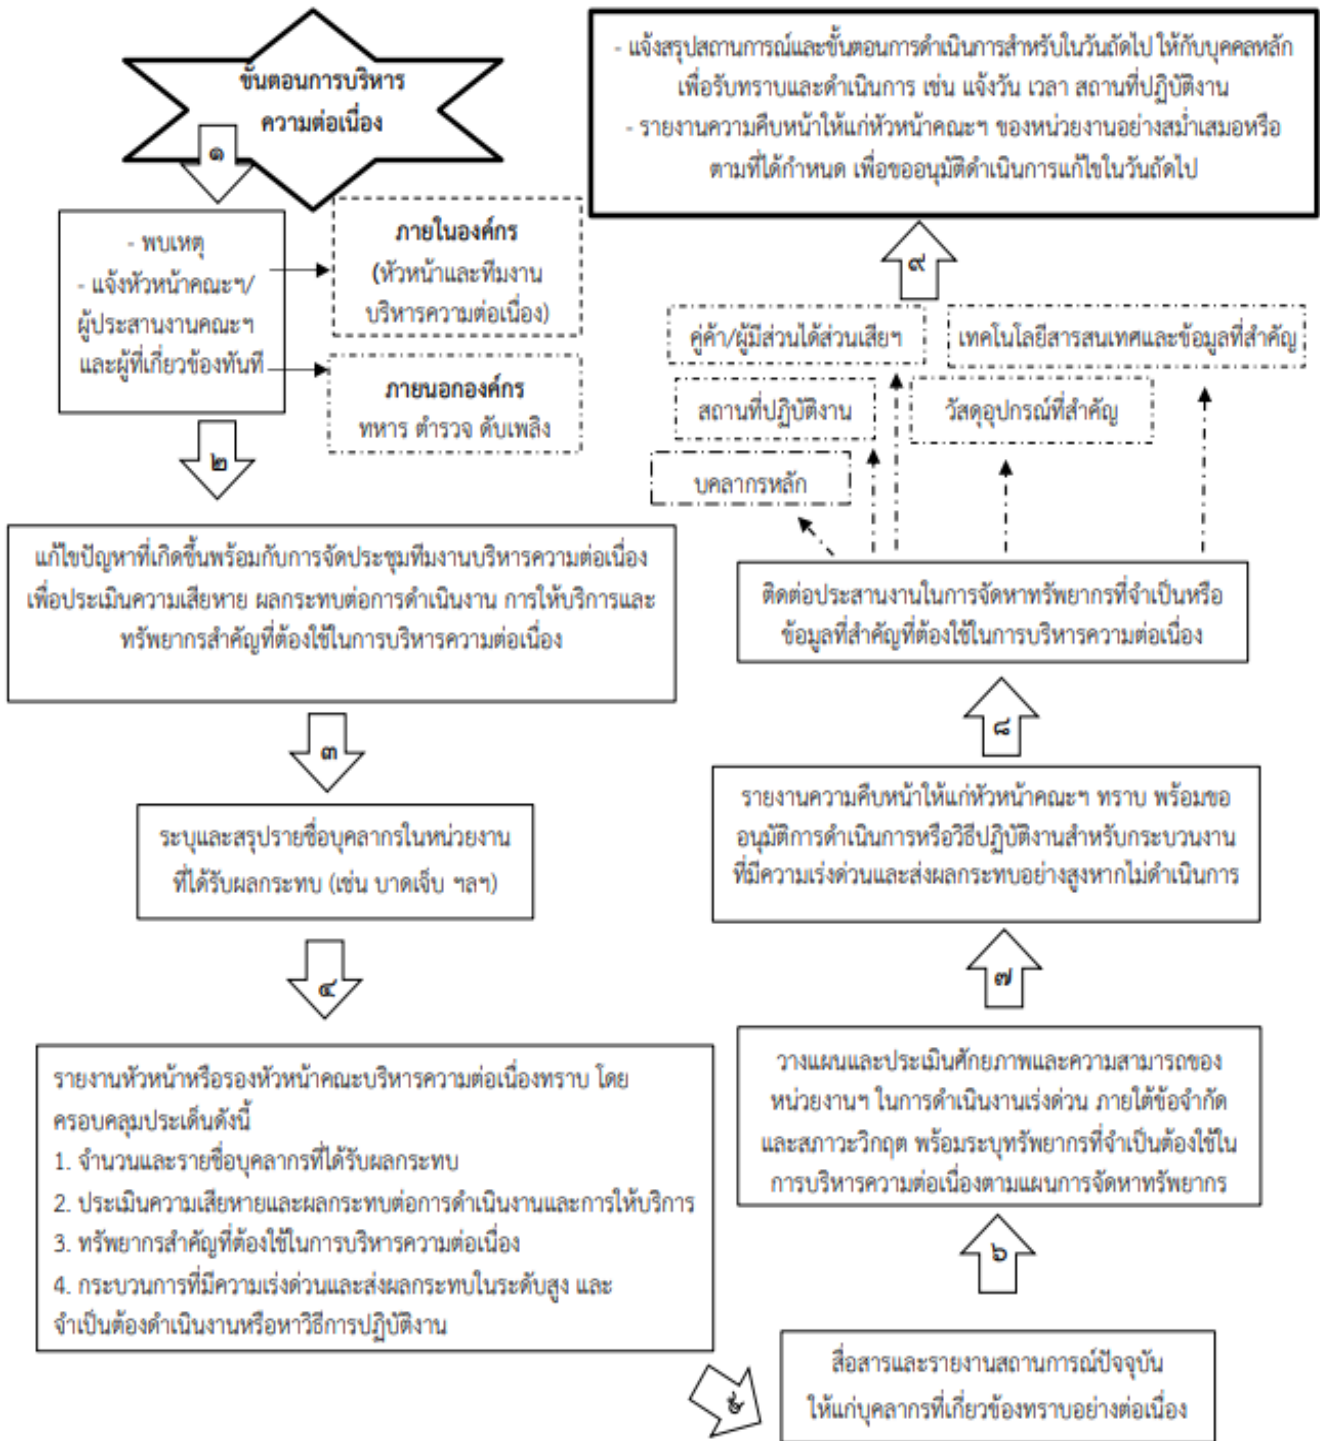 ขั้นตอนการบริหาร
ความต่อเนื่อง
๑
- พบเหตุ
- แจ้งหัวหน้าคณะฯ/
ผู้ประสานงานคณะฯ
และผู้ที่เกี่ยวข้องทันที
ภายในองค์กร
(หัวหน้าและทีมงาน
บริหารความต่อเนื่อง)
ภายนอกองค์กร
ทหาร ตำรวจ ดับเพลิง
๒
แก้ไขปัญหาที่เกิดขึ้นพร้อมกับการจัดประชุมทีมงานบริหารความต่อเนื่อง
เพื่อประเมินความเสียหาย ผลกระทบต่อการดำเนินงาน การให้บริการและ
ทรัพยากรสำคัญที่ต้องใช้ในการบริหารความต่อเนื่อง
๓
ระบุและสรุปรายชื่อบุคลากรในหน่วยงาน
ที่ได้รับผลกระทบ (เช่น บาดเจ็บ ฯลฯ)
๔
รายงานหัวหน้าหรือรองหัวหน้าคณะบริหารความต่อเนื่องทราบ โดย
ครอบคลุมประเด็นดังนี้
1. จำนวนและรายชื่อบุคลากรที่ได้รับผลกระทบ
2. ประเมินความเสียหายและผลกระทบต่อการดำเนินงานและการให้บริการ
3. ทรัพยากรสำคัญที่ต้องใช้ในการบริหารความต่อเนื่อง
4. กระบวนการที่มีความเร่งด่วนและส่งผลกระทบในระดับสูง และ
จำเป็นต้องดำเนินงานหรือหาวิธีการปฏิบัติงาน
๕
สื่อสารและรายงานสถานการณ์ปัจจุบัน
ให้แก่บุคลากรที่เกี่ยวข้องทราบอย่างต่อเนื่อง
๖
วางแผนและประเมินศักยภาพและความสามารถของ
หน่วยงานฯ ในการดำเนินงานเร่งด่วน ภายใต้ข้อจำกัด
และสภาวะวิกฤต พร้อมระบุทรัพยากรที่จำเป็นต้องใช้ใน
การบริหารความต่อเนื่องตามแผนการจัดหาทรัพยากร
๗
รายงานความคืบหน้าให้แก่หัวหน้าคณะฯ ทราบ พร้อมขอ
อนุมัติการดำเนินการหรือวิธีปฏิบัติงานสำหรับกระบวนงาน
ที่มีความเร่งด่วนและส่งผลกระทบอย่างสูงหากไม่ดำเนินการ
๘
ติดต่อประสานงานในการจัดหาทรัพยากรที่จำเป็นหรือ
ข้อมูลที่สำคัญที่ต้องใช้ในการบริหารความต่อเนื่อง
บคลากรหลัก
สถานที่ปฏิบัติงาน
วัสดุอุปกรณ์ที่สำคัญ
คู่ค้า/ผู้มีส่วนได้ส่วนเสียฯ
เทคโนโลยีสารสนเทศและข้อมูลที่สำคัญ
๙
- แจ้งสรุปสถานการณ์และขั้นตอนการดำเนินการสำหรับในวันถัดไป ให้กับบุคคลหลัก
เพื่อรับทราบและดำเนินการ เช่น แจ้งวัน เวลา สถานที่ปฏิบัติงาน
- รายงานความคืบหน้าให้แก่หัวหน้าคณะฯ ของหน่วยงานอย่างสม่ำเสมอหรือ
ตามที่ได้กำหนด เพื่อขออนุมัติดำเนินการแก้ไขในวันถัดไป